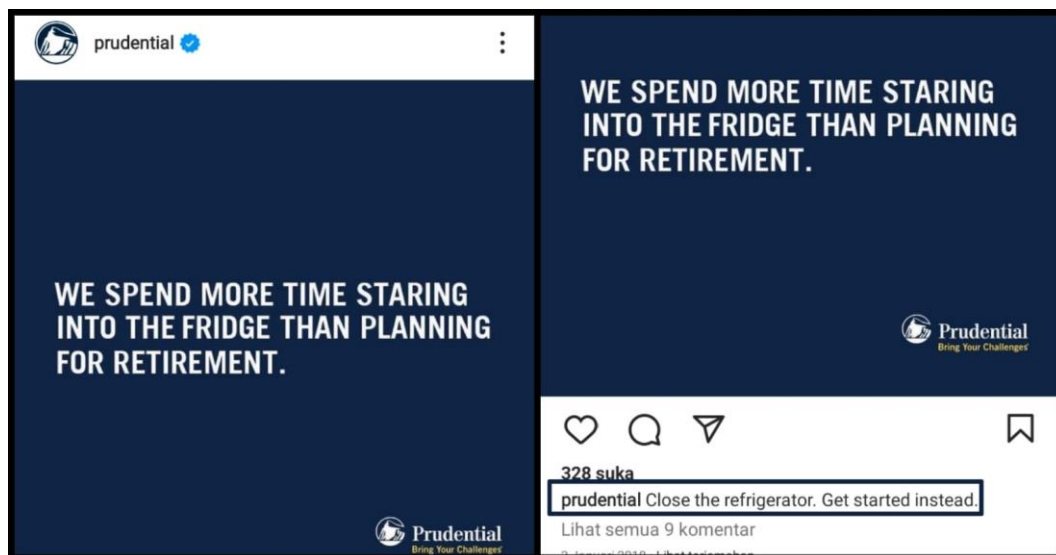 prudential
WE SPEND MORE TIME STARING
INTO THE FRIDGE THAN PLANNING
FOR RETIREMENT.
Prudential
Bring Your Challenges
WE SPEND MORE TIME STARING
INTO THE FRIDGE THAN PLANNING
FOR RETIREMENT.
Prudential
Bring Your Challenges
328 suka
prudential Close the refrigerator. Get started instead.
Lihat semua 9 komentar